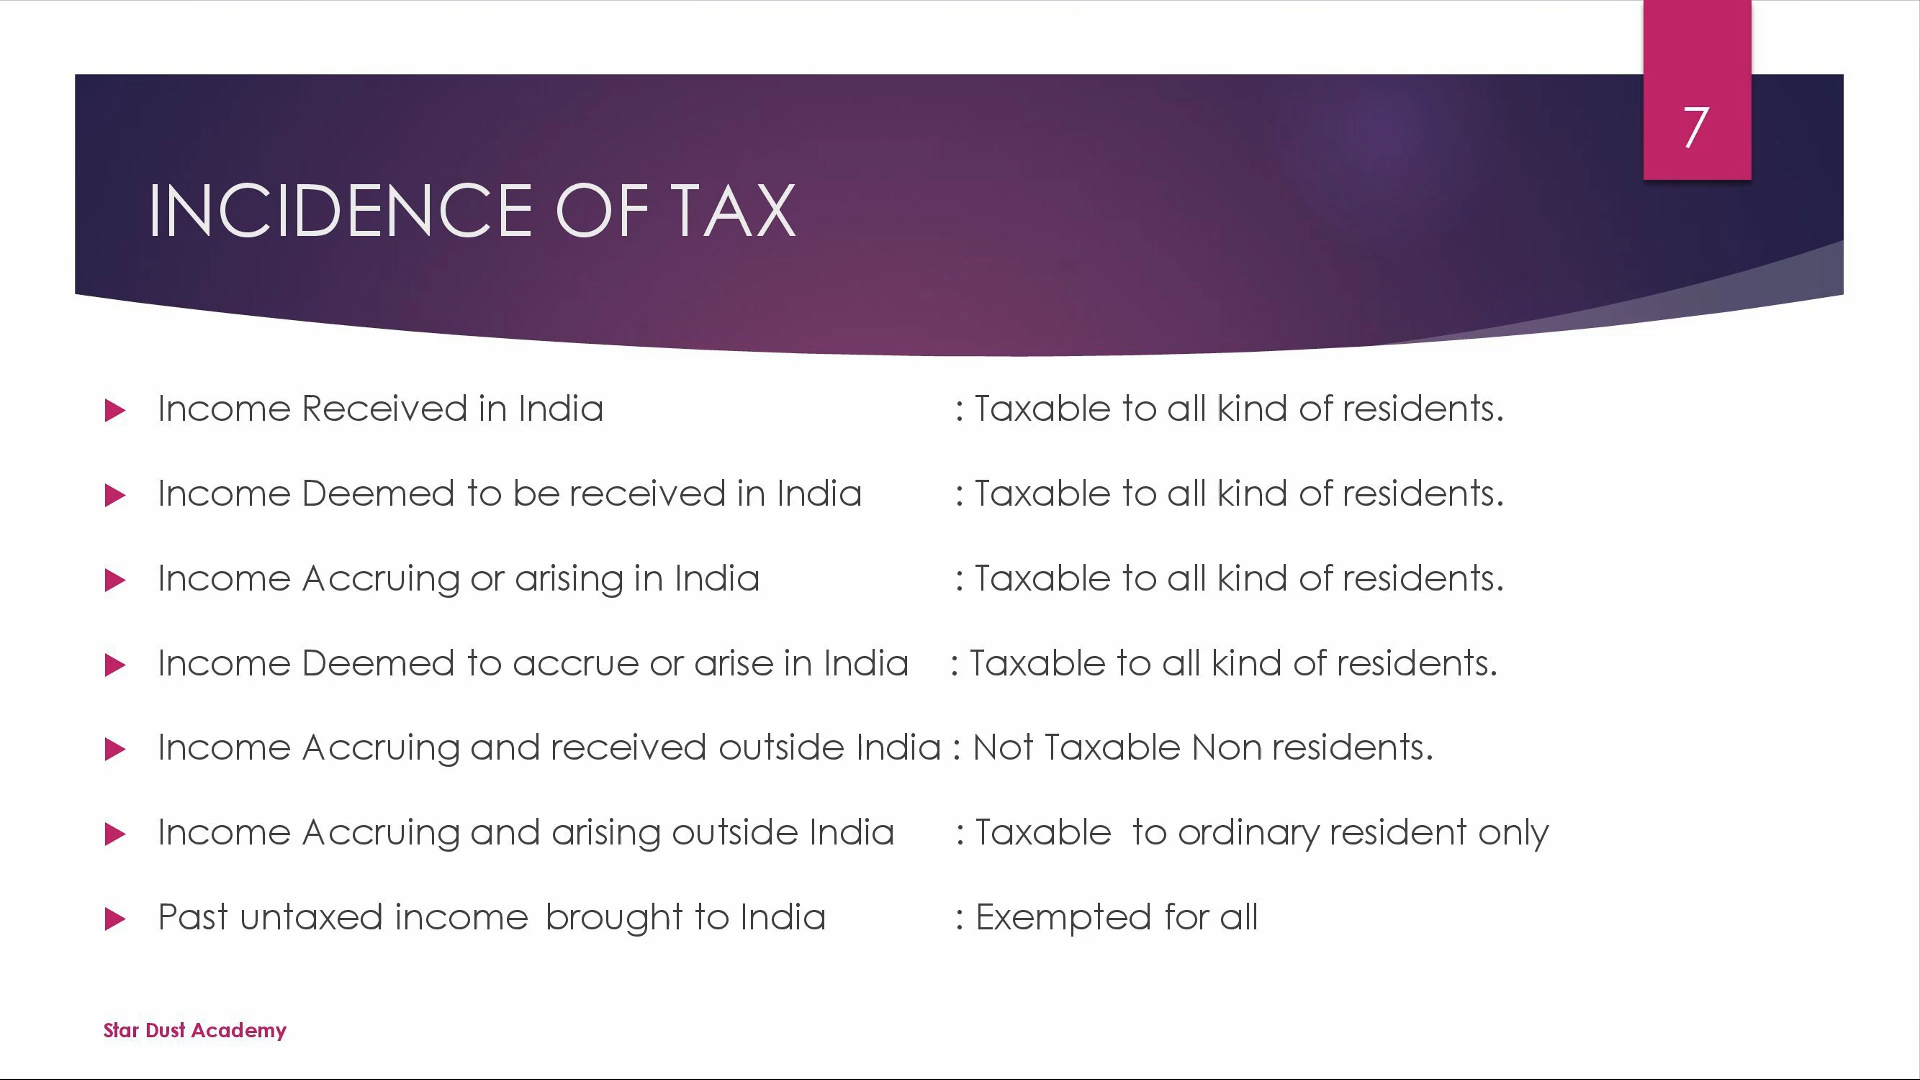 7
INCIDENCE OF TAX
Income Received in India : Taxable to all kind of residents.
Income Deemed to be received in India : Taxable to all kind of residents.
Income Accruing or arising in India : Taxable to all kind of residents.
Income Deemed to accrue or arise in India : Taxable to all kind of residents.
Income Accruing and received outside India : Not Taxable Non residents.
Income Accruing and arising outside India : Taxable to ordinary resident only
Past untaxed income brought to India : Exempted for all
Star Dust Academy